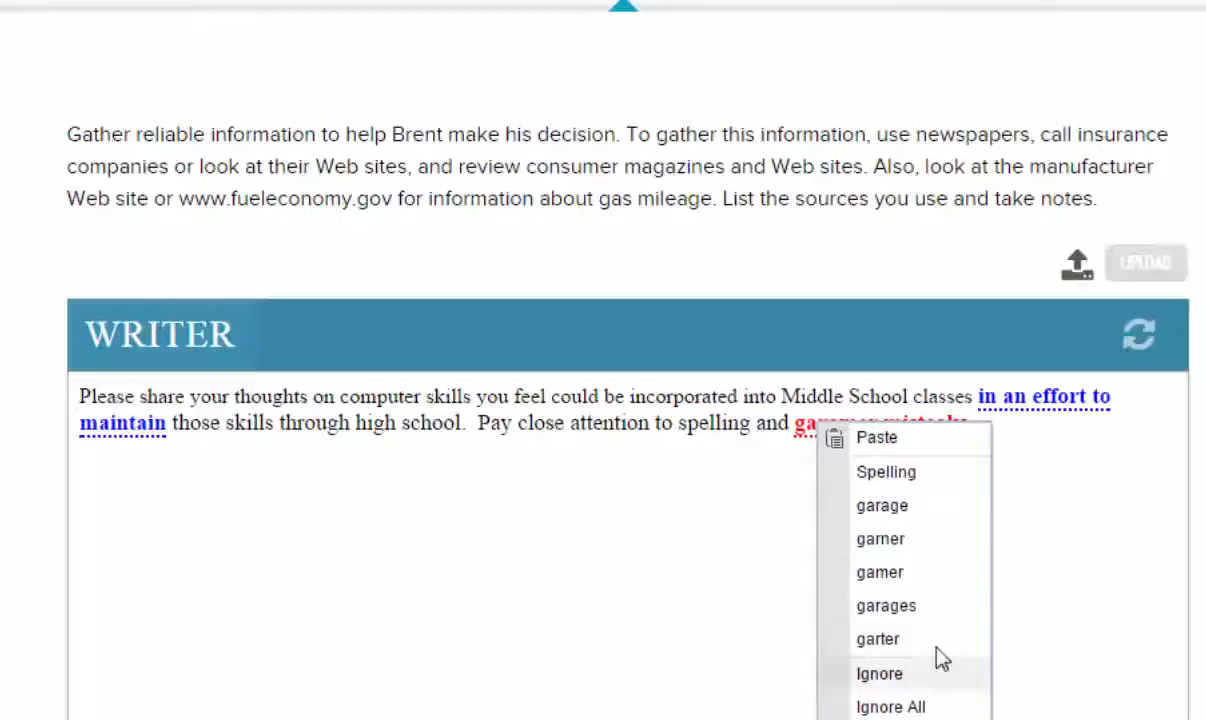 Gather reliable information to help Brent make his decision. To gather this information, use newspapers, call insurance
companies or look at their Web sites, and review consumer magazines and Web sites. Also, look at the manufacturer
Web site or www.fueleconomy.gov for information about gas mileage. List the sources you use and take notes.
UPLOAD
WRITER
Please share your thoughts on computer skills you feel could be incorporated into Middle School classes in an effort to
maintain those skills through high school. Pay close attention to spelling and
Paste
Spelling
garage
garner
gamer
garages
garter
Ignore
Ignore All